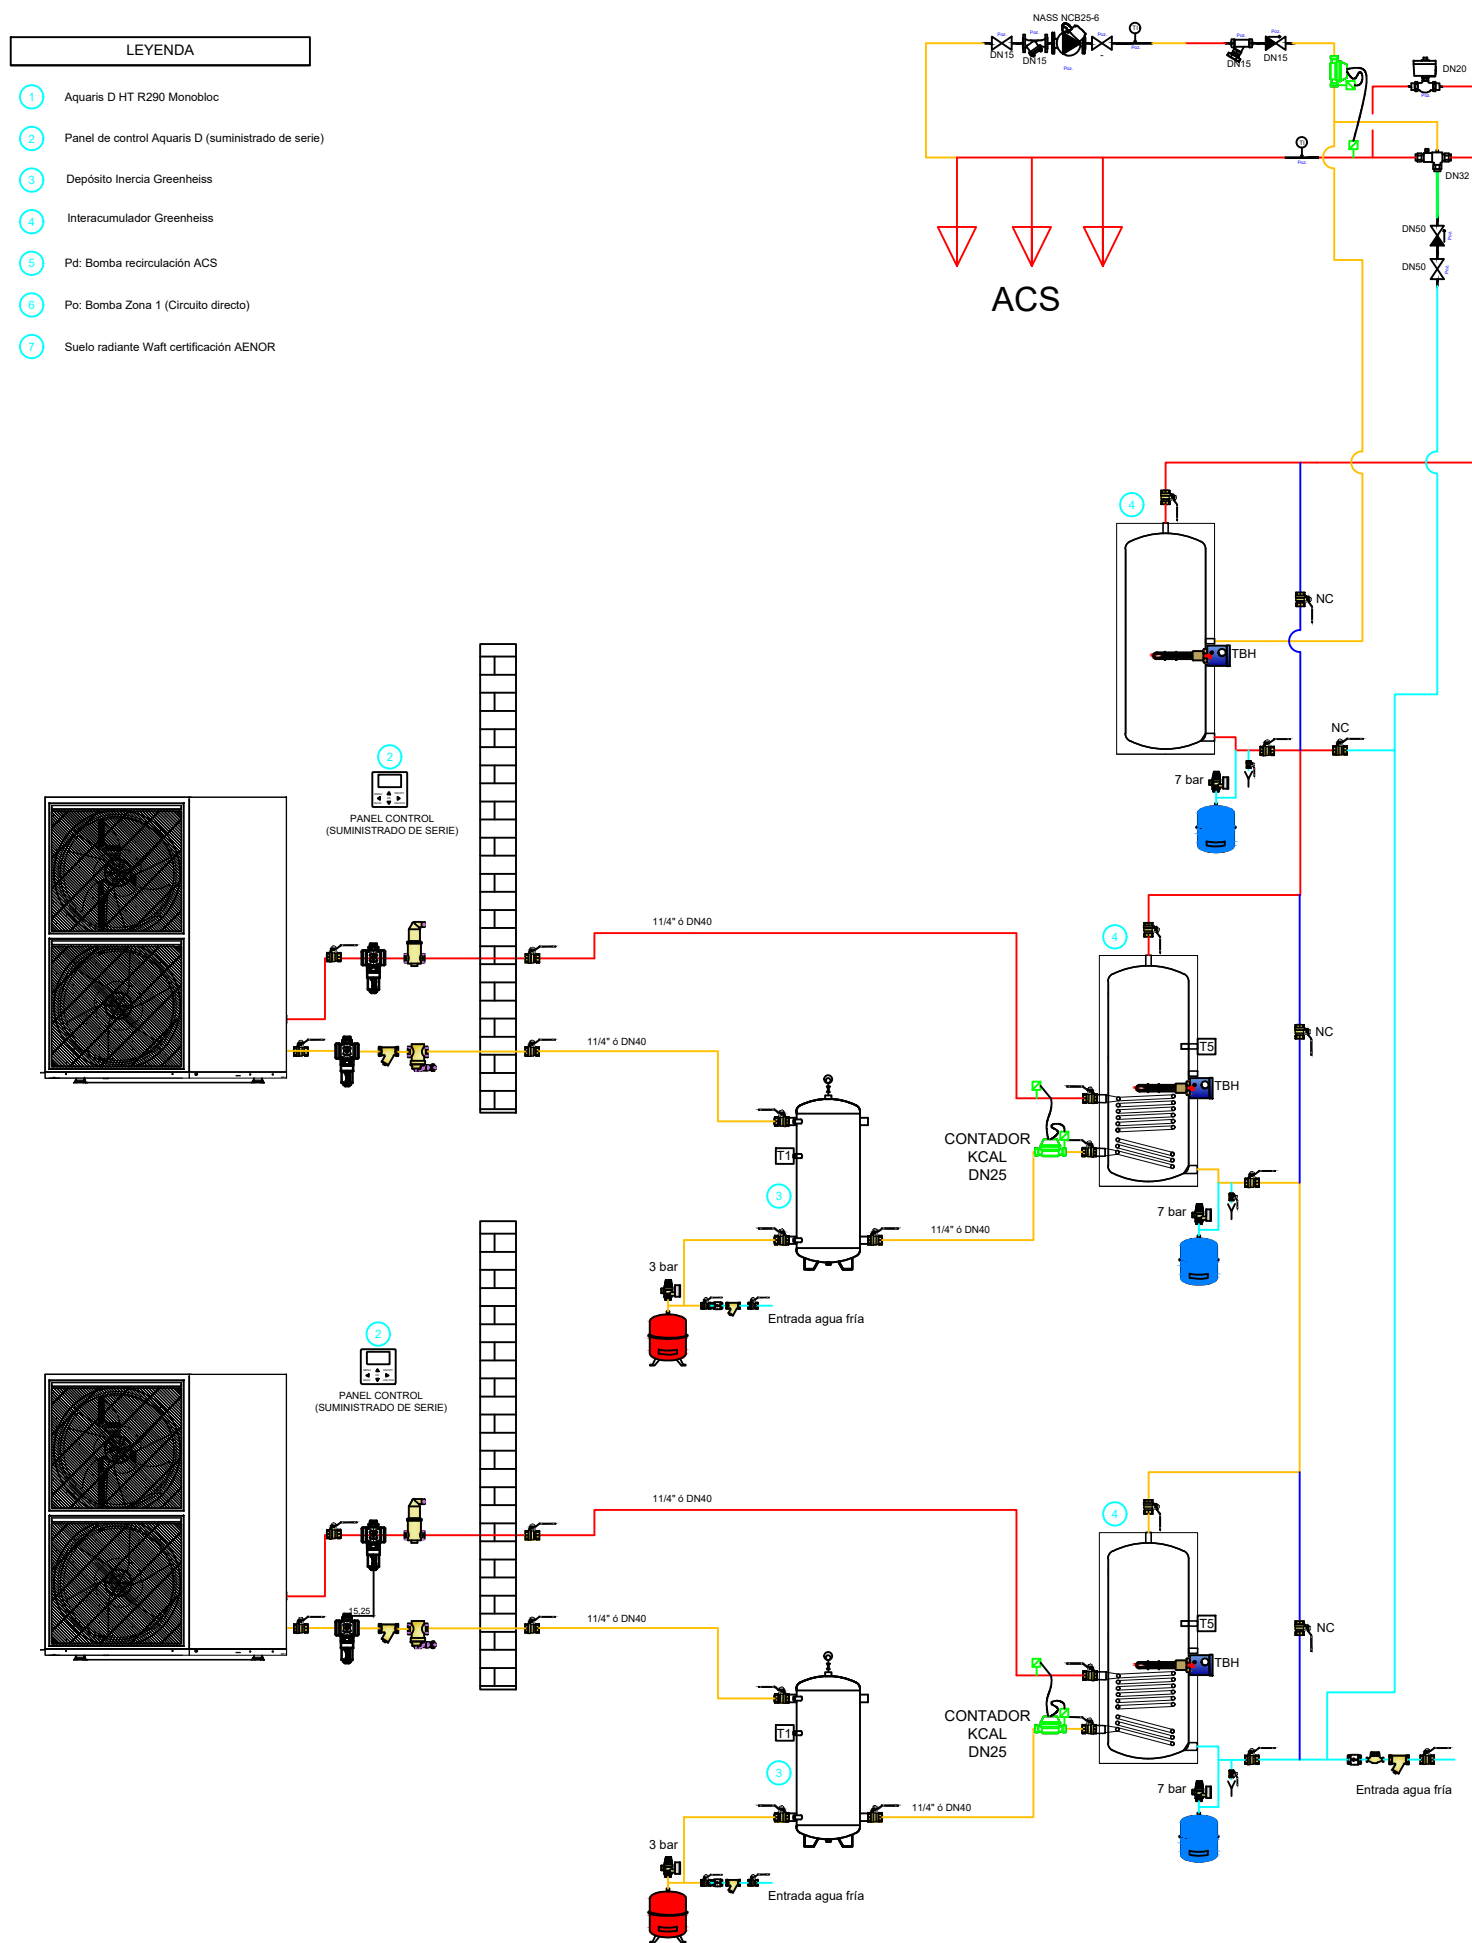 LEYENDA
1 Aquaris D HT R290 Monobloc
2 Panel de control Aquaris D (suministrado de serie)
3 Depósito Inercia Greenheiss
4 Interacumulador Greenheiss
5 Pd: Bomba recirculación ACS
6 Po: Bomba Zona 1 (Circuito directo)
7 Suelo radiante Waft certificación AENOR
NASS NCB25-6
DN15
DN15
DN15
DN15
DN20
DN32
DN50
DN50
ACS
4
NC
TBH
NC
7 bar
2
PANEL CONTROL
(SUMINISTRADO DE SERIE)
11/4" ó DN40
4
NC
T5
11/4" ó DN40
TBH
CONTADOR
KCAL
DN25
T1
3
7 bar
11/4" ó DN40
3 bar
Entrada agua fría
2
PANEL CONTROL
(SUMINISTRADO DE SERIE)
11/4" ó DN40
4
15,25
11/4" ó DN40
T5
NC
TBH
CONTADOR
KCAL
DN25
T1
3
7 bar
Entrada agua fría
11/4" ó DN40
3 bar
Entrada agua fría